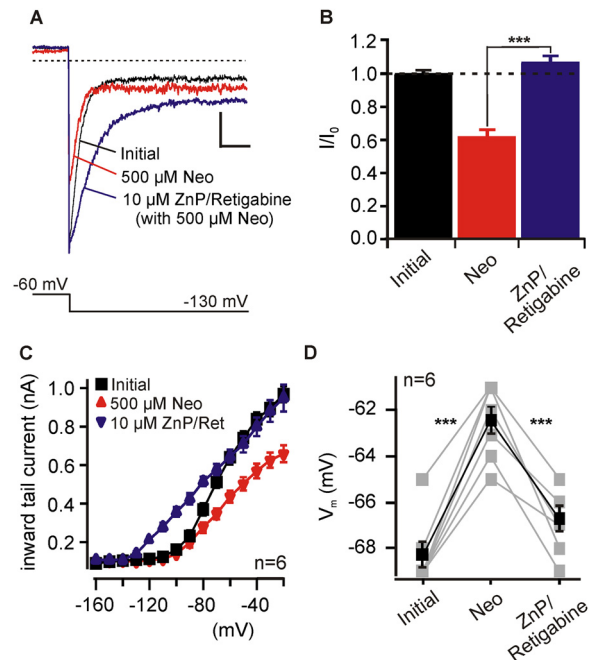 A
Initial
500 µM Neo
10 µM ZnP/Retigabine
(with 500 µM Neo)
-60 mV
-130 mV
B
I/I0
1.2
1.0
0.8
0.6
0.4
0.2
0.0
***
Initial
Neo
ZnP/
Retigabine
C
inward tail current (nA)
1.0
0.8
0.6
0.4
0.2
Initial
500 µM Neo
10 µM ZnP/Ret
n=6
-160
-120
-80
-40
(mV)
D
n=6
Vm (mV)
-62
-64
-66
-68
***
***
Initial
Neo
ZnP/
Retigabine